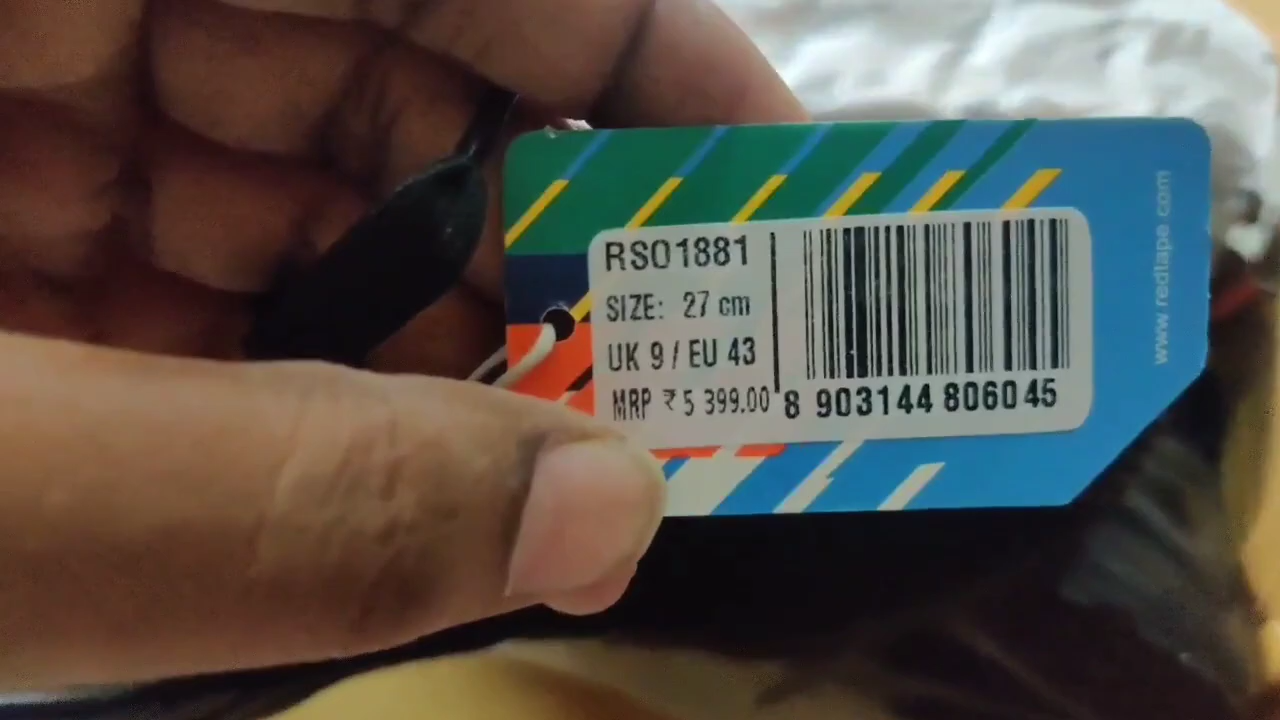 RSO1881
SIZE: 27 cm
UK 9 / EU 43
MRP ₹ 5 399.00
8 903144 806045
www.redtape.com